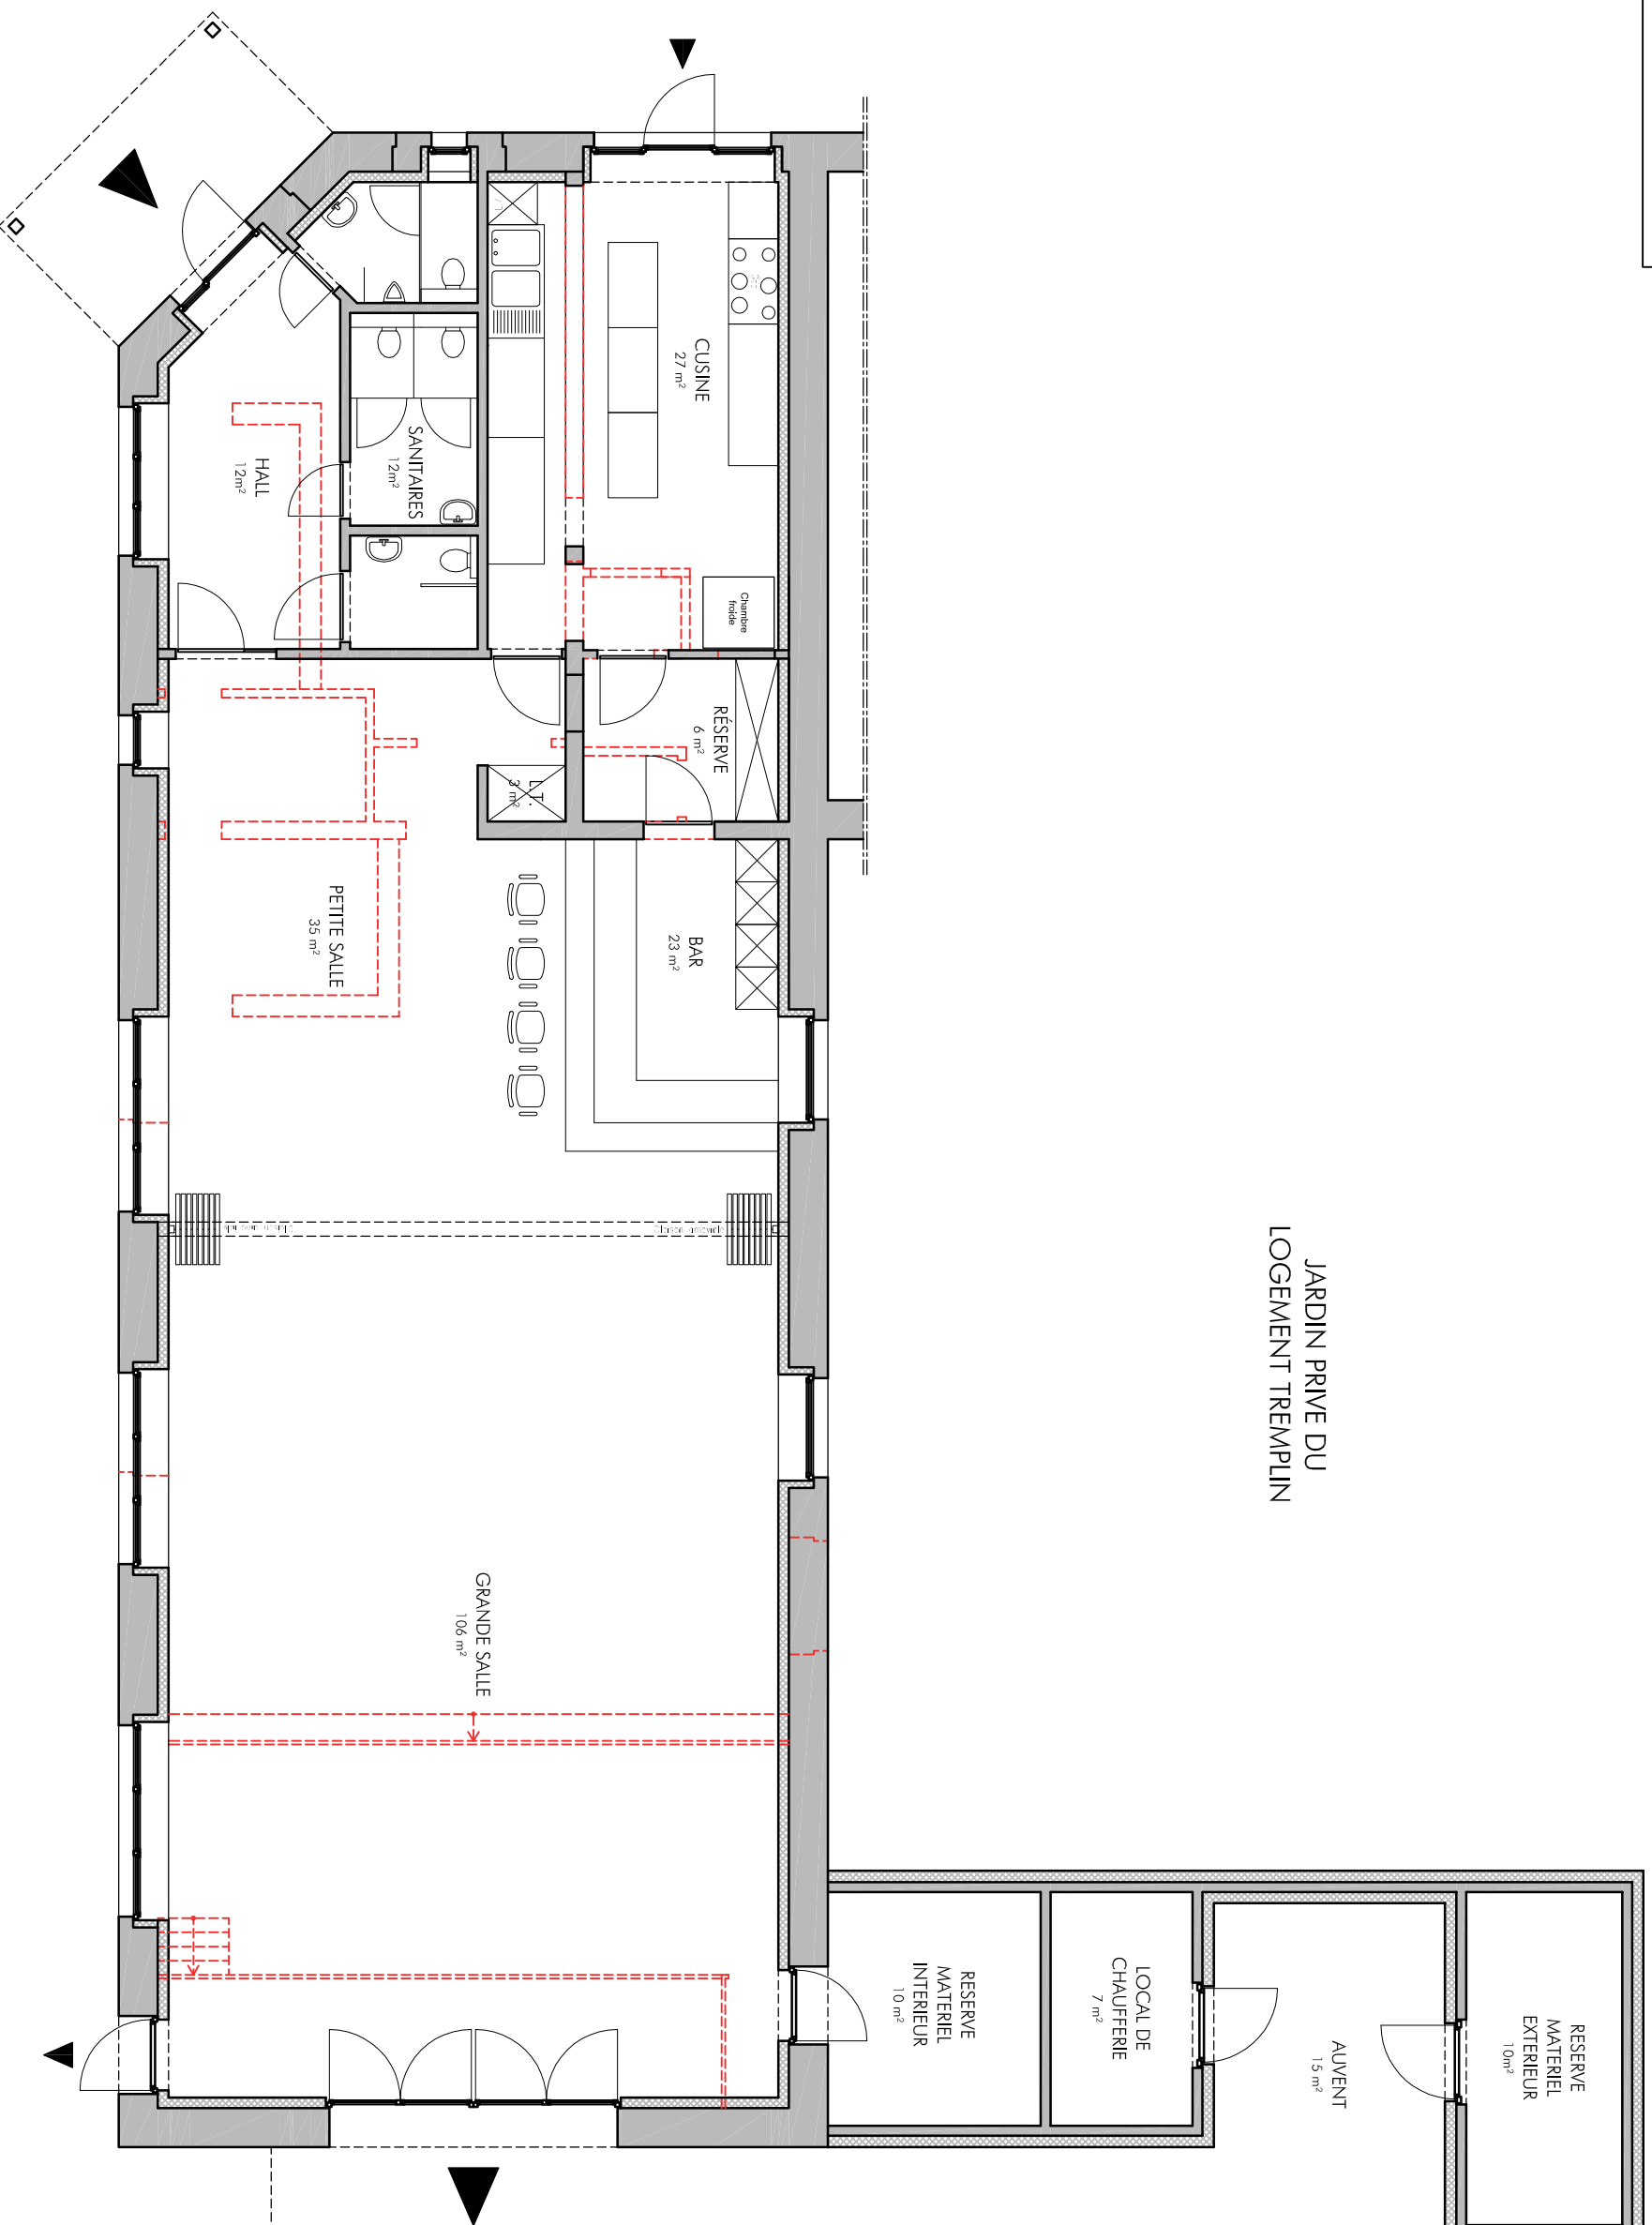 CUSINE
27 m²
SANITAIRES
12m²
HALL
12m²
Chambre
froide
RÉSERVE
6 m²
L.T.
3 m²
BAR
23 m²
PETITE SALLE
35 m²
JARDIN PRIVE DU
LOGEMENT TREMPLIN
GRANDE SALLE
106 m²
RESERVE
MATERIEL
INTERIEUR
10 m²
LOCAL DE
CHAUFFERIE
7 m²
AUVENT
15 m²
RESERVE
MATERIEL
EXTERIEUR
10m²